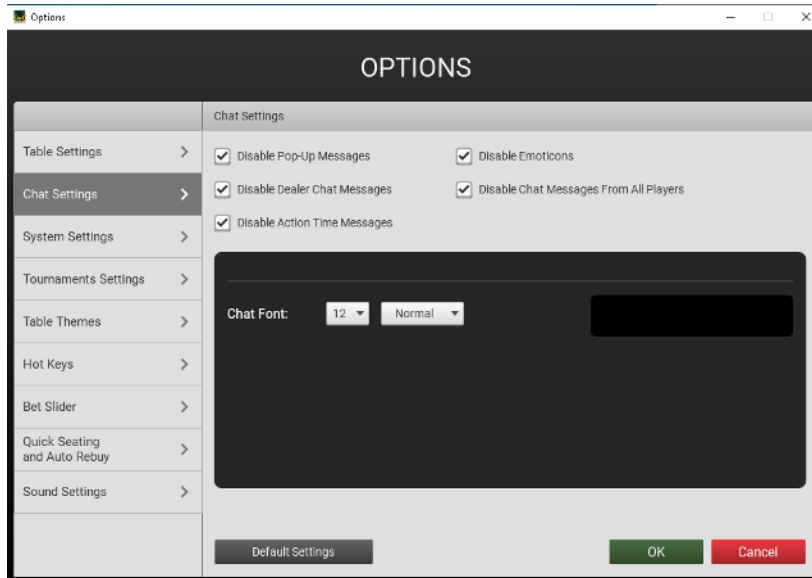 Options
OPTIONS
Chat Settings
Table Settings
Chat Settings
System Settings
Tournaments Settings
Table Themes
Hot Keys
Bet Slider
Quick Seating
and Auto Rebuy
Sound Settings
Disable Pop-Up Messages
Disable Emoticons
Disable Dealer Chat Messages
Disable Chat Messages From All Players
Disable Action Time Messages
Chat Font: 12 Normal
Default Settings
OK
Cancel